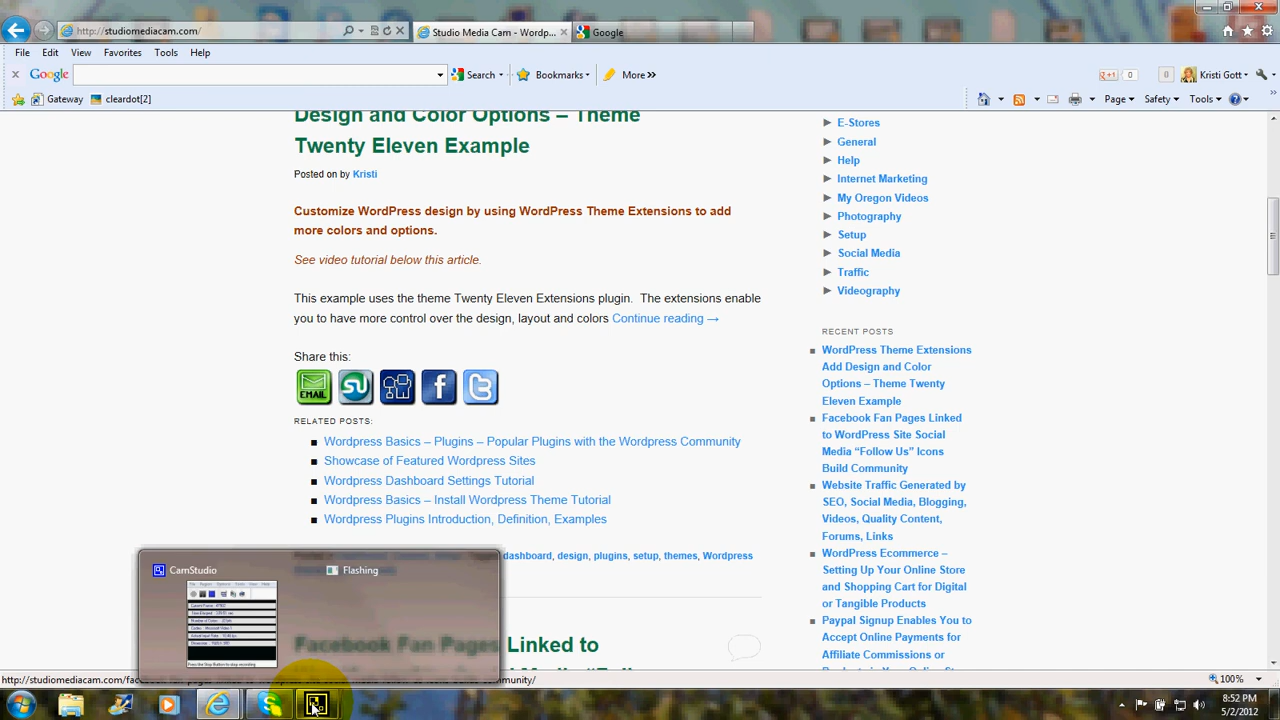 http://studiomediacam.com/
Studio Media Cam - Wordp...
Google
File Edit View Favorites Tools Help
Google Search Bookmarks More >> +1 0 0 Kristi Gott
Gateway cleardot[2] Page Safety Tools
Design and Color Options – Theme
Twenty Eleven Example
Posted on by Kristi
Customize WordPress design by using WordPress Theme Extensions to add
more colors and options.
See video tutorial below this article.
This example uses the theme Twenty Eleven Extensions plugin. The extensions enable
you to have more control over the design, layout and colors Continue reading →
Share this:
EMAIL
RELATED POSTS:
Wordpress Basics – Plugins – Popular Plugins with the Wordpress Community
Showcase of Featured Wordpress Sites
Wordpress Dashboard Settings Tutorial
Wordpress Basics – Install Wordpress Theme Tutorial
Wordpress Plugins Introduction, Definition, Examples
dashboard, design, plugins, setup, themes, Wordpress
Facebook Fan Pages Linked to
E-Stores
General
Help
Internet Marketing
My Oregon Videos
Photography
Setup
Social Media
Traffic
Videography
RECENT POSTS
WordPress Theme Extensions
Add Design and Color
Options – Theme Twenty
Eleven Example
Facebook Fan Pages Linked
to WordPress Site Social
Media “Follow Us” Icons
Build Community
Website Traffic Generated by
SEO, Social Media, Blogging,
Videos, Quality Content,
Forums, Links
WordPress Ecommerce –
Setting Up Your Online Store
and Shopping Cart for Digital
or Tangible Products
Paypal Signup Enables You to
Accept Online Payments for
Affiliate Commissions or
CamStudio
Flashing
100%
8:52 PM
5/2/2012